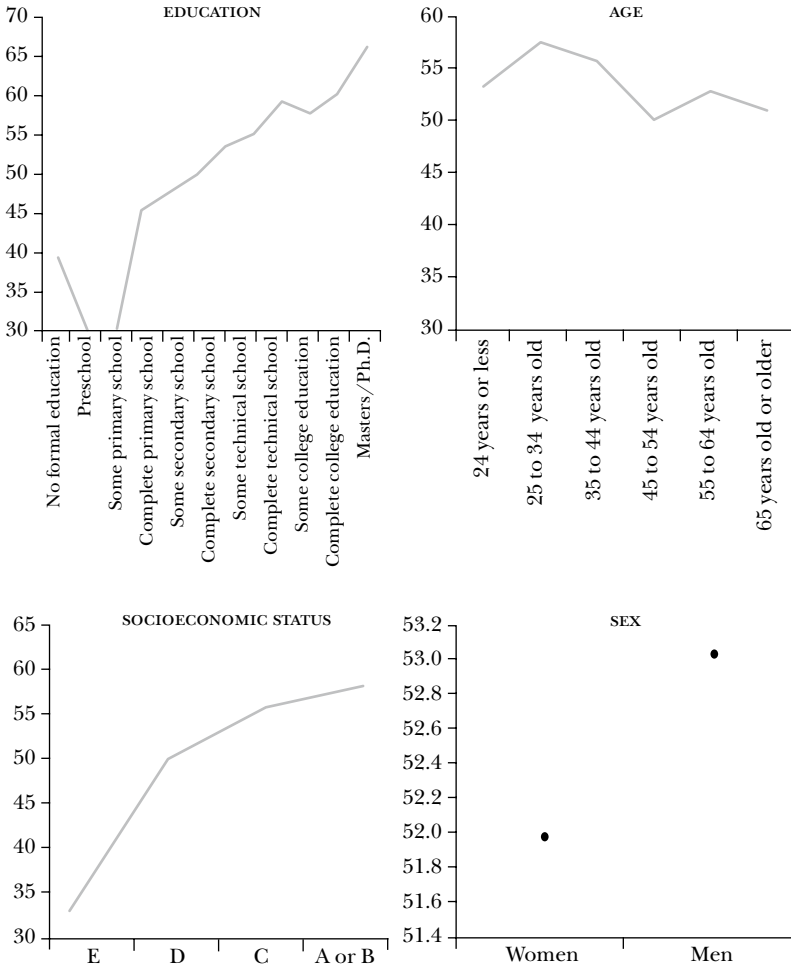 EDUCATION
70
65
60
55
50
45
40
35
30
No formal education
Preschool
Some primary school
Complete primary school
Some secondary school
Complete secondary school
Some technical school
Complete technical school
Some college education
Complete college education
Masters/Ph.D.
AGE
60
55
50
45
40
35
30
24 years or less
25 to 34 years old
35 to 44 years old
45 to 54 years old
55 to 64 years old
65 years old or older
SOCIOECONOMIC STATUS
65
60
55
50
45
40
35
30
E D C A or B
SEX
53.2
53.0
52.8
52.6
52.4
52.2
52.0
51.8
51.6
51.4
Women Men